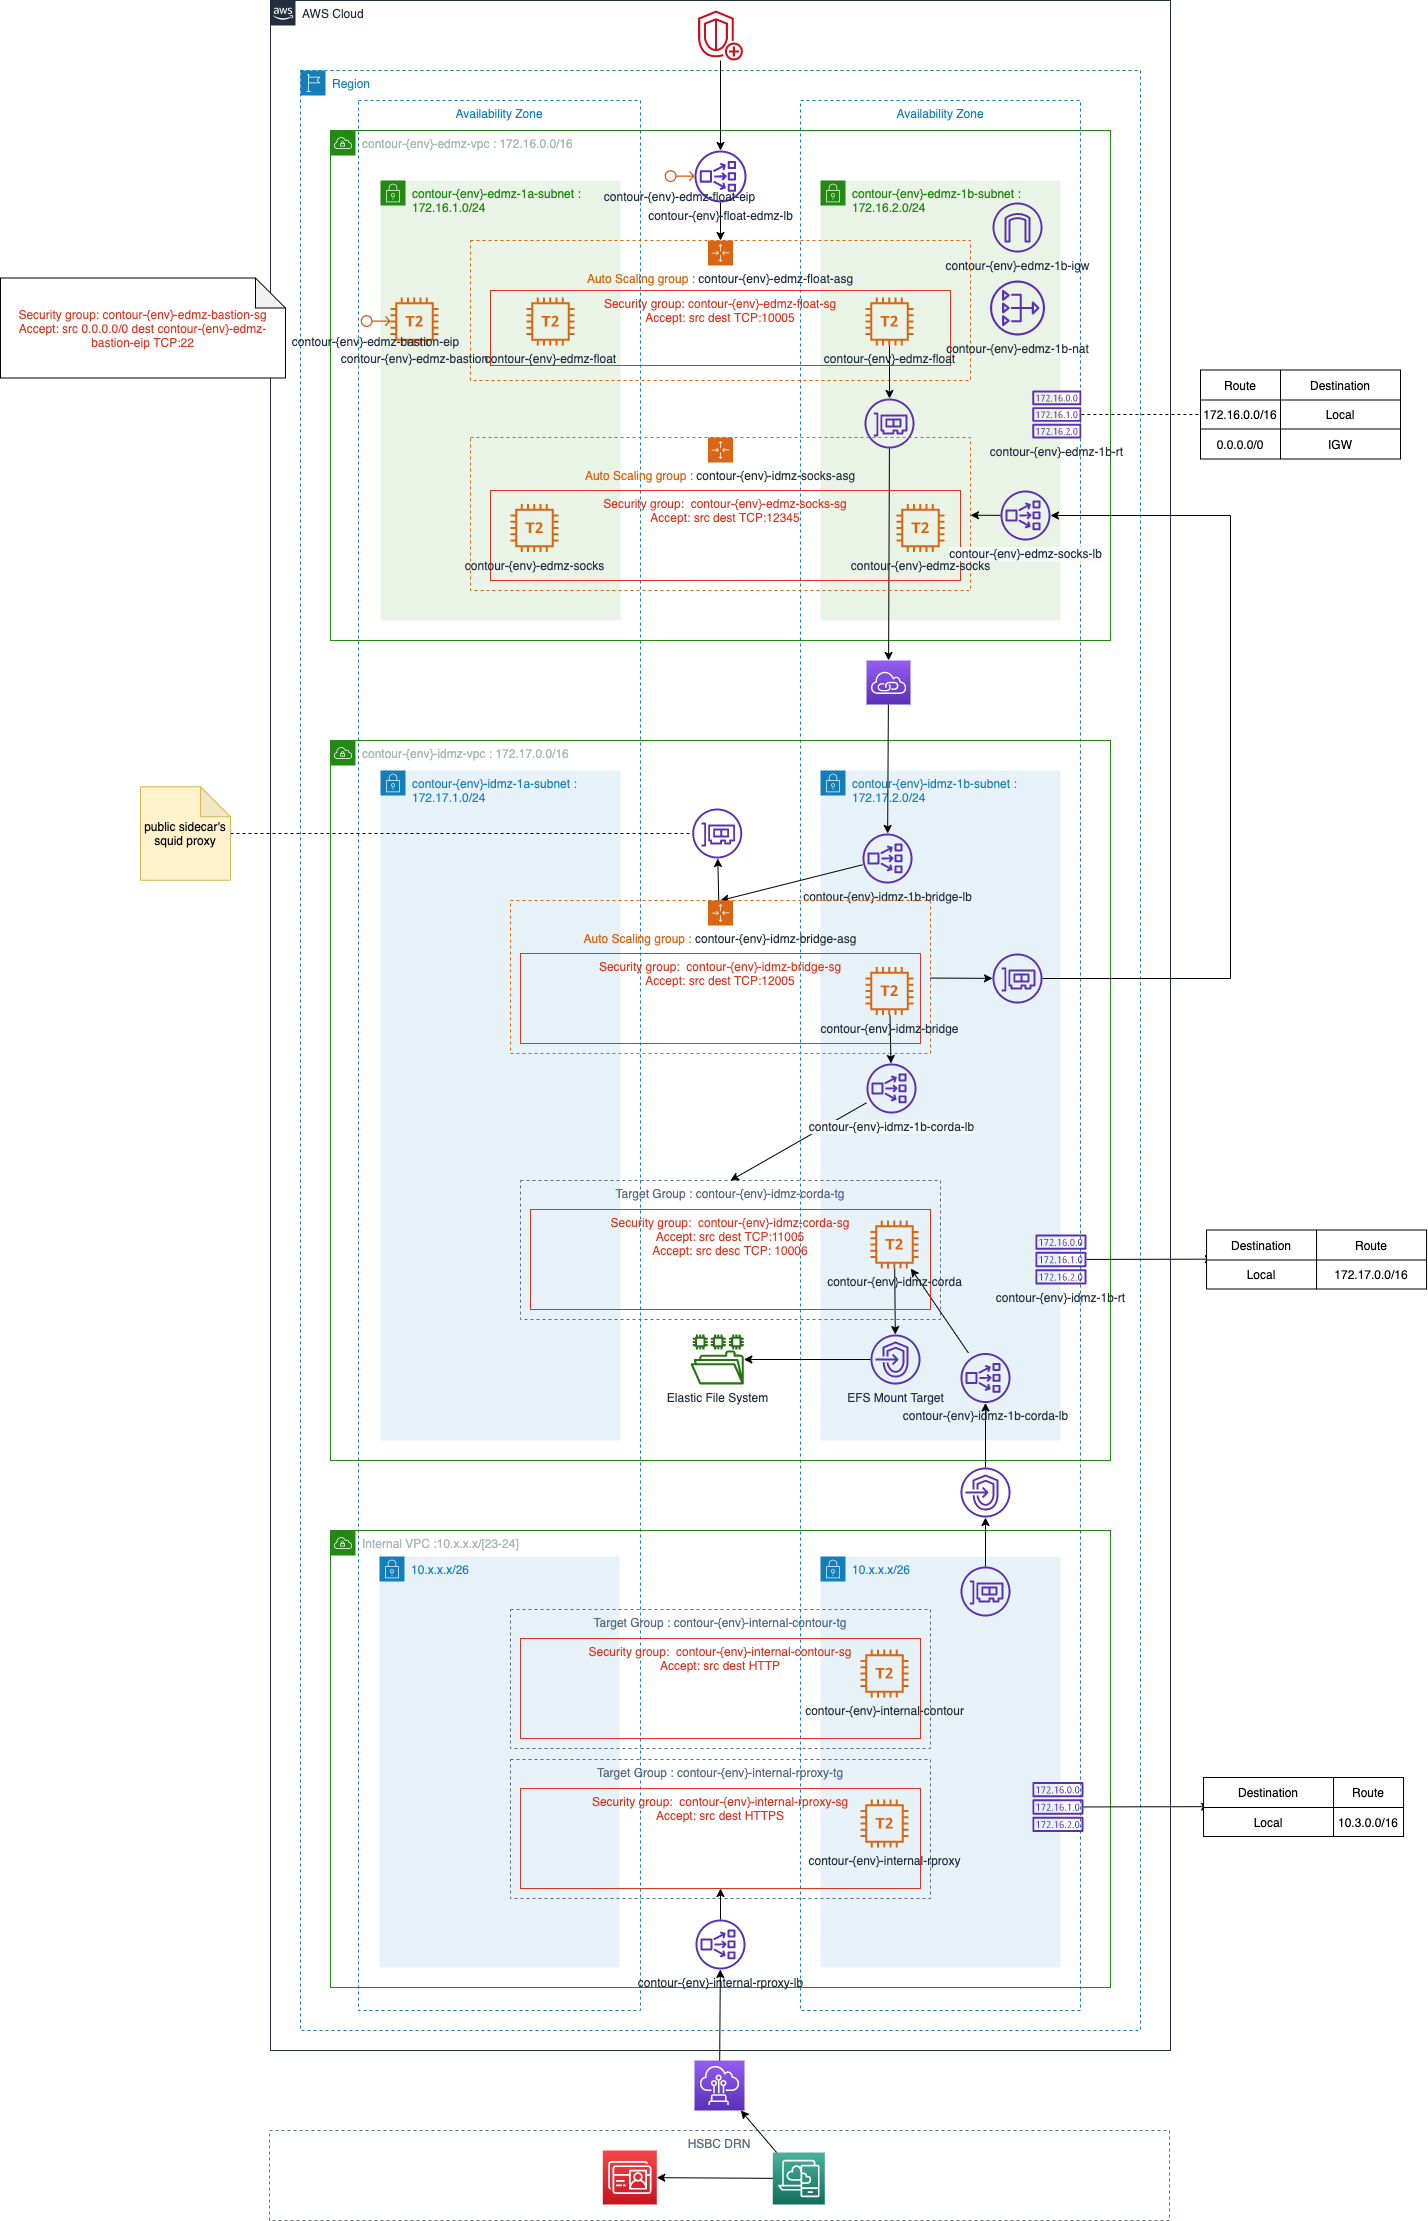 aws
AWS Cloud
Region
Availability Zone
Availability Zone
contour-{env}-edmz-vpc : 172.16.0.0/16
contour-{env}-edmz-1a-subnet :
172.16.1.0/24
contour-{env}-edmz-float-eip
contour-{env}-float-edmz-lb
contour-{env}-edmz-1b-subnet :
172.16.2.0/24
contour-{env}-edmz-1b-igw
Auto Scaling group : contour-{env}-edmz-float-asg
Security group: contour-{env}-edmz-float-sg
Accept: src dest TCP:10005
Security group: contour-{env}-edmz-bastion-sg
Accept: src 0.0.0.0/0 dest contour-{env}-edmz-
bastion-eip TCP:22
T2
T2
T2
contour-{env}-edmz-bastion-eip
contour-{env}-edmz-bastion
contour-{env}-edmz-float
contour-{env}-edmz-float
contour-{env}-edmz-1b-nat
172.16.0.0
172.16.1.0
172.16.2.0
contour-{env}-edmz-1b-rt
Route
Destination
172.16.0.0/16
Local
0.0.0.0/0
IGW
Auto Scaling group : contour-{env}-idmz-socks-asg
Security group:  contour-{env}-edmz-socks-sg
Accept: src dest TCP:12345
T2
T2
contour-{env}-edmz-socks
contour-{env}-edmz-socks
contour-{env}-edmz-socks-lb
contour-{env}-idmz-vpc : 172.17.0.0/16
contour-{env}-idmz-1a-subnet :
172.17.1.0/24
contour-{env}-idmz-1b-subnet :
172.17.2.0/24
public sidecar's
squid proxy
contour-{env}-idmz-1b-bridge-lb
Auto Scaling group : contour-{env}-idmz-bridge-asg
Security group:  contour-{env}-idmz-bridge-sg
Accept: src dest TCP:12005
T2
contour-{env}-idmz-bridge
contour-{env}-idmz-1b-corda-lb
Target Group : contour-{env}-idmz-corda-tg
Security group:  contour-{env}-idmz-corda-sg
Accept: src dest TCP:11005
Accept: src desc TCP: 10006
T2
contour-{env}-idmz-corda
172.16.0.0
172.16.1.0
172.16.2.0
contour-{env}-idmz-1b-rt
Destination
Route
Local
172.17.0.0/16
Elastic File System
EFS Mount Target
contour-{env}-idmz-1b-corda-lb
Internal VPC :10.x.x.x/[23-24]
10.x.x.x/26
10.x.x.x/26
Target Group : contour-{env}-internal-contour-tg
Security group:  contour-{env}-internal-contour-sg
Accept: src dest HTTP
T2
contour-{env}-internal-contour
Target Group : contour-{env}-internal-rproxy-tg
Security group:  contour-{env}-internal-rproxy-sg
Accept: src dest HTTPS
T2
contour-{env}-internal-rproxy
172.16.0.0
172.16.1.0
172.16.2.0
Destination
Route
Local
10.3.0.0/16
contour-{env}-internal-rproxy-lb
HSBC DRN